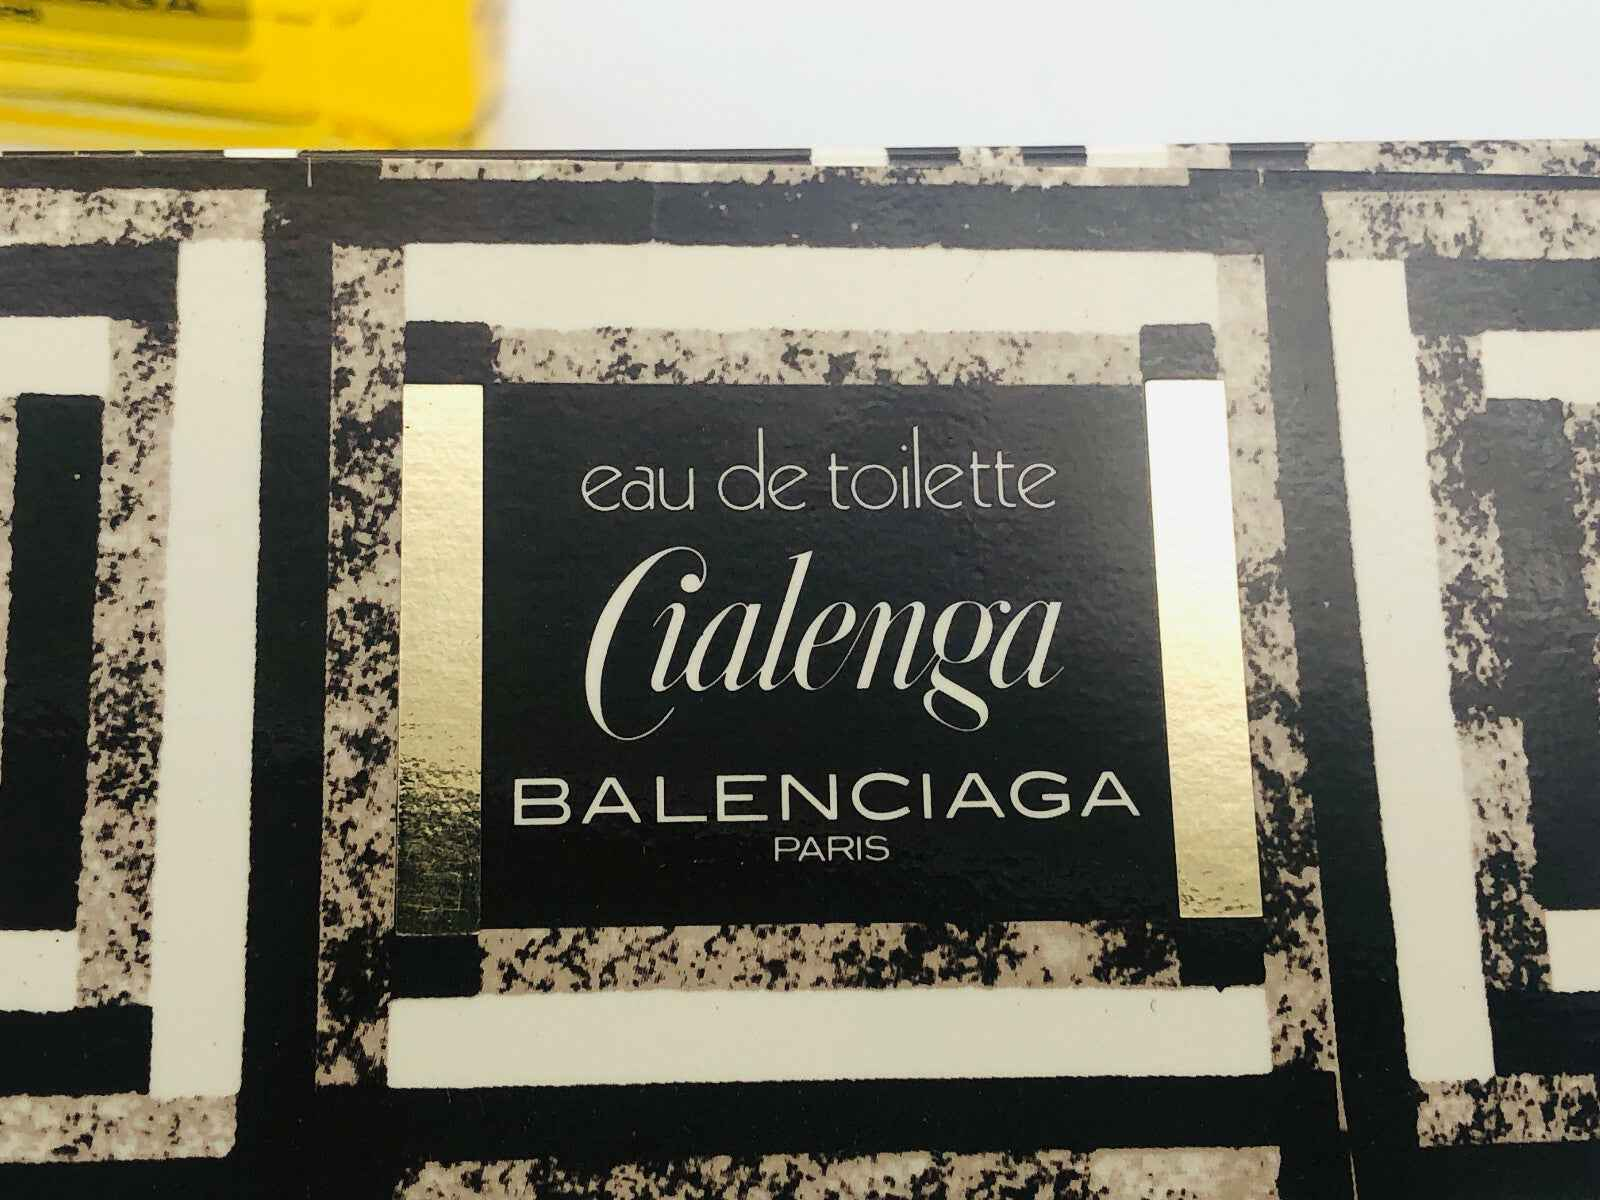 eau de toilette
Cialenga
BALENCIAGA
PARIS